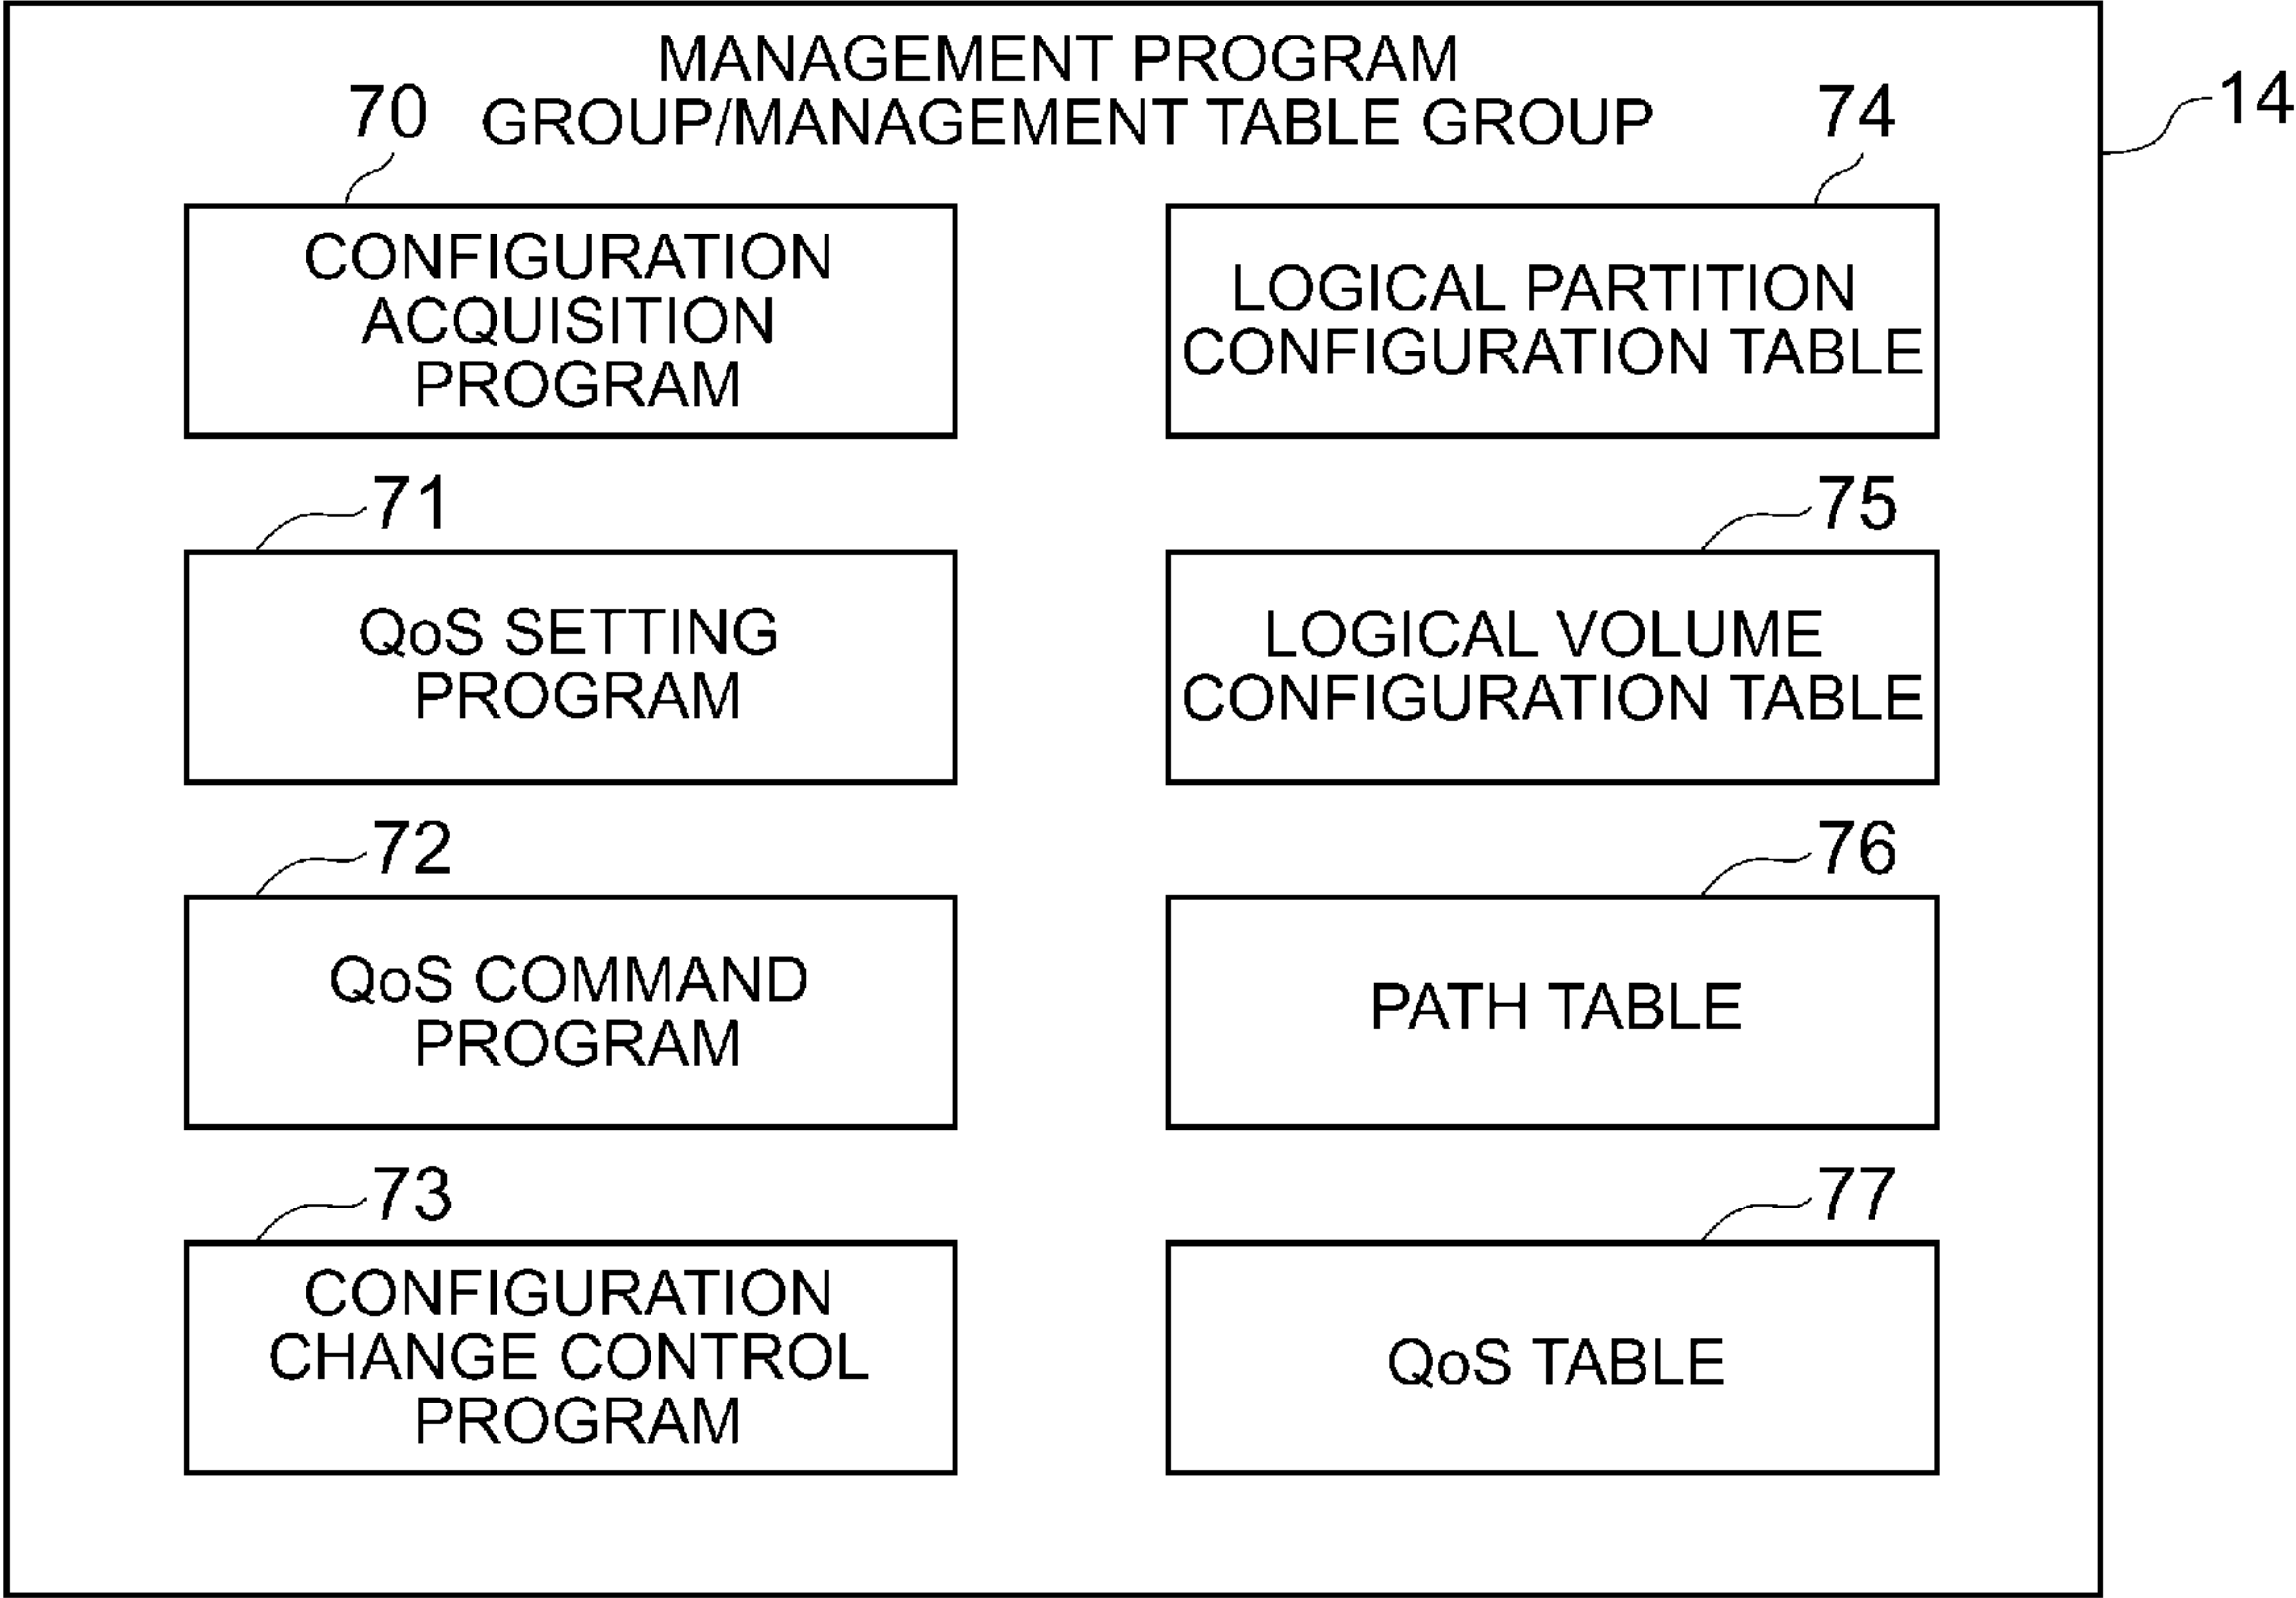 MANAGEMENT PROGRAM
GROUP/MANAGEMENT TABLE GROUP
14
70
CONFIGURATION
ACQUISITION
PROGRAM
74
LOGICAL PARTITION
CONFIGURATION TABLE
71
QoS SETTING
PROGRAM
75
LOGICAL VOLUME
CONFIGURATION TABLE
72
QoS COMMAND
PROGRAM
76
PATH TABLE
73
CONFIGURATION
CHANGE CONTROL
PROGRAM
77
QoS TABLE